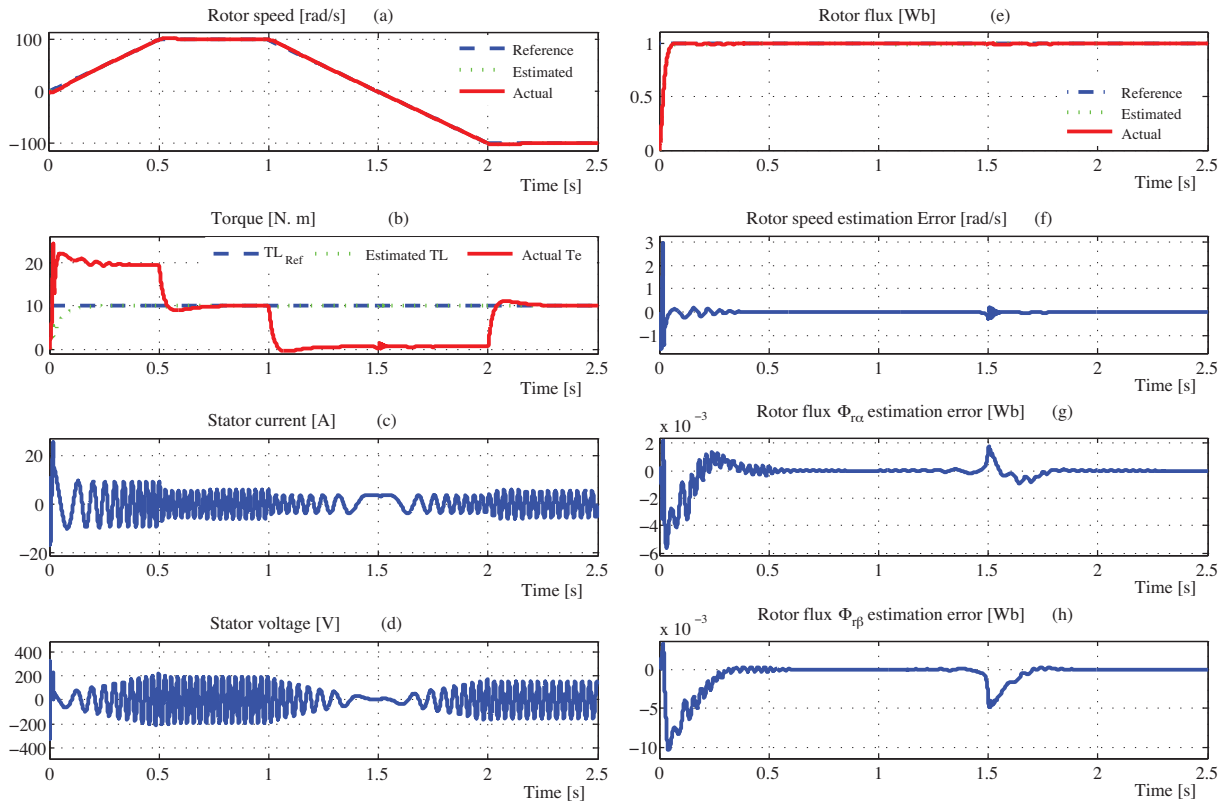 Rotor speed [rad/s] (a)
100
0
−100
Reference
Estimated
Actual
0 0.5 1 1.5 2 2.5
Time [s]
Torque [N. m] (b)
20
10
0
TL Ref Estimated TL Actual Te
0 0.5 1 1.5 2 2.5
Time [s]
Stator current [A] (c)
20
0
−20
0 0.5 1 1.5 2 2.5
Time [s]
Stator voltage [V] (d)
400
200
0
−200
−400
0 0.5 1 1.5 2 2.5
Time [s]
Rotor flux [Wb] (e)
1
0.5
0
Reference
Estimated
Actual
0 0.5 1 1.5 2 2.5
Time [s]
Rotor speed estimation Error [rad/s] (f)
3
2
1
0
−1
0 0.5 1 1.5 2 2.5
Time [s]
Rotor flux Φrα estimation error [Wb] (g)
x 10 −3
2
0
−2
−4
−6
0 0.5 1 1.5 2 2.5
Time [s]
Rotor flux Φrβ estimation error [Wb] (h)
x 10 −3
0
−5
−10
0 0.5 1 1.5 2 2.5
Time [s]